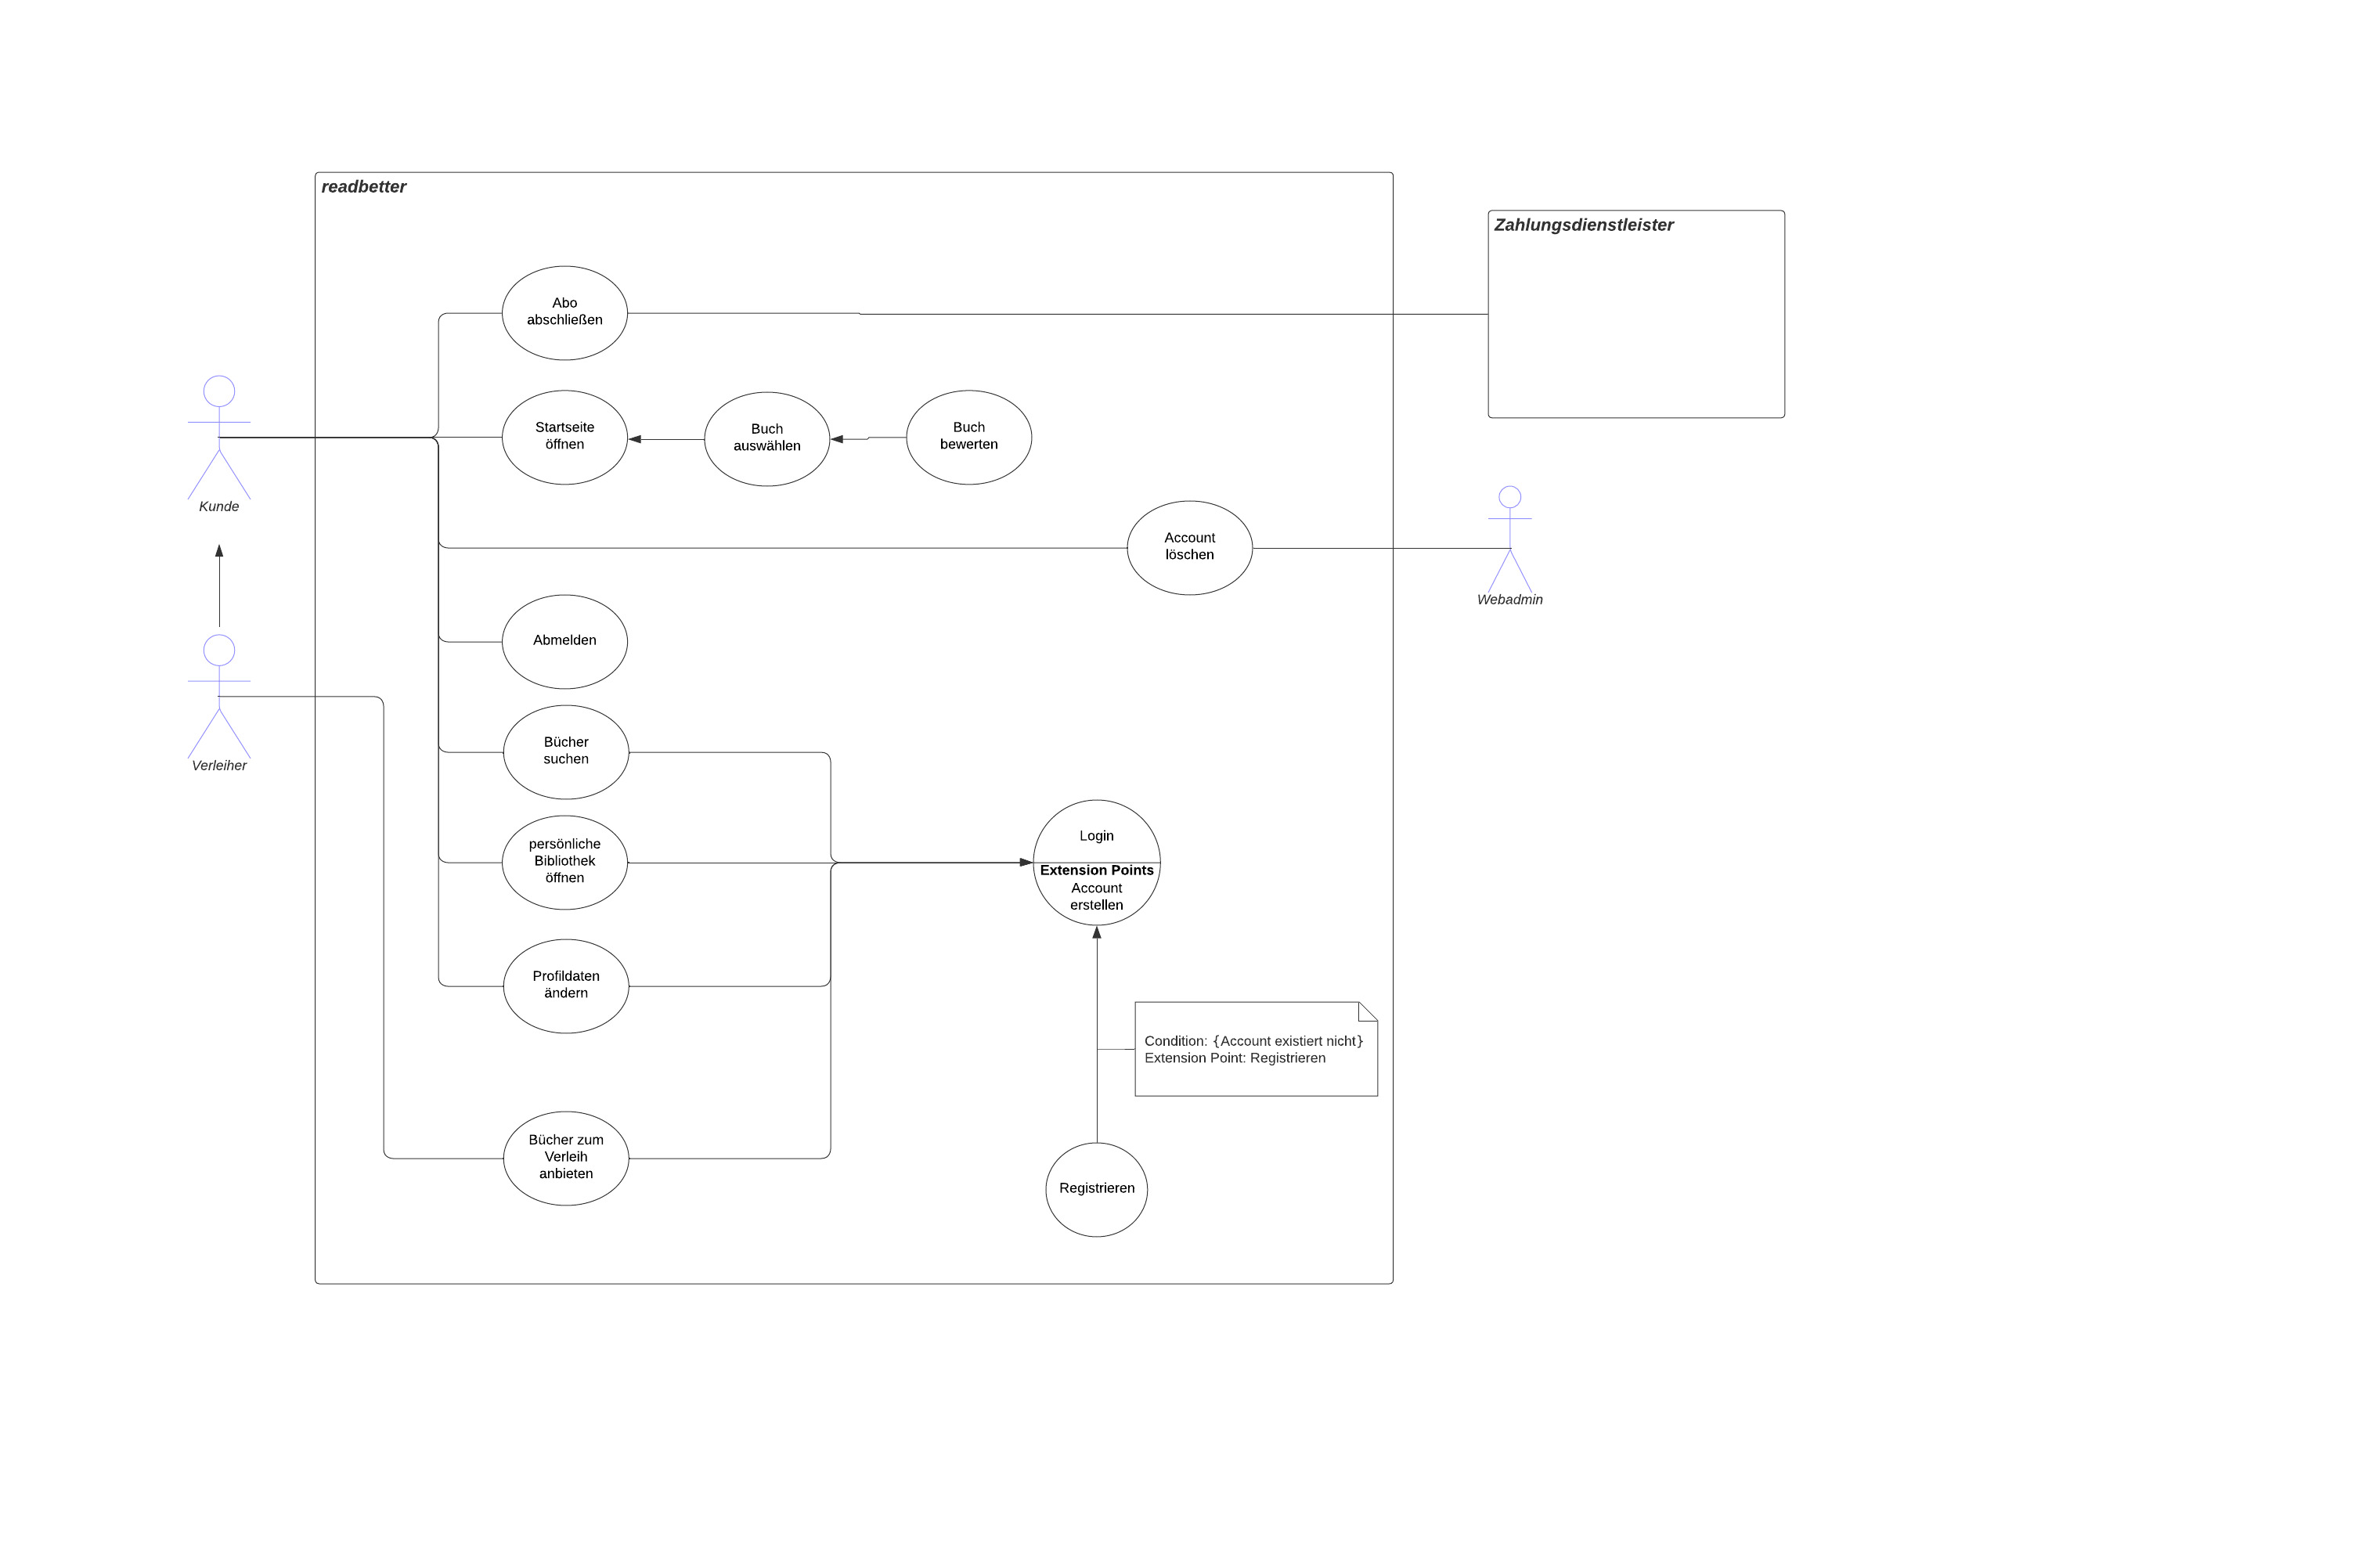 readbetter
Zahlungsdienstleister
Abo
abschließen
Startseite
öffnen
Buch
auswählen
Buch
bewerten
Kunde
Account
löschen
Webadmin
Abmelden
Verleiher
Bücher
suchen
persönliche
Bibliothek
öffnen
Login
Extension Points
Account
erstellen
Profildaten
ändern
Condition: {Account existiert nicht}
Extension Point: Registrieren
Bücher zum
Verleih
anbieten
Registrieren